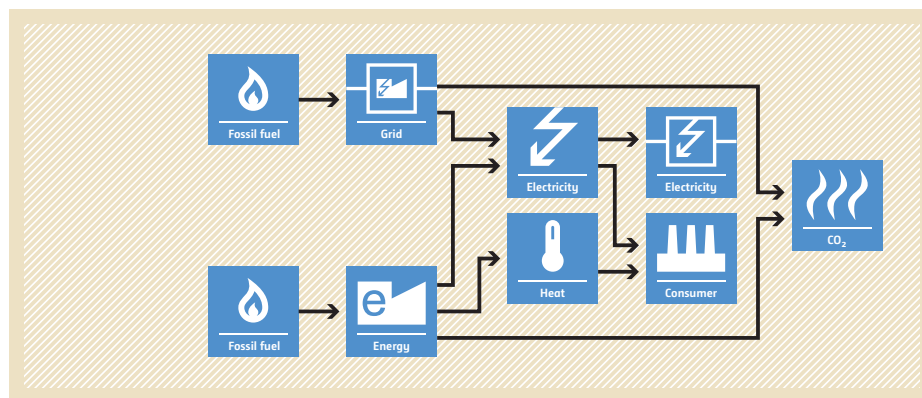 Fossil fuel
Grid
Electricity
Electricity
CO₂
Heat
Consumer
Fossil fuel
e
Energy